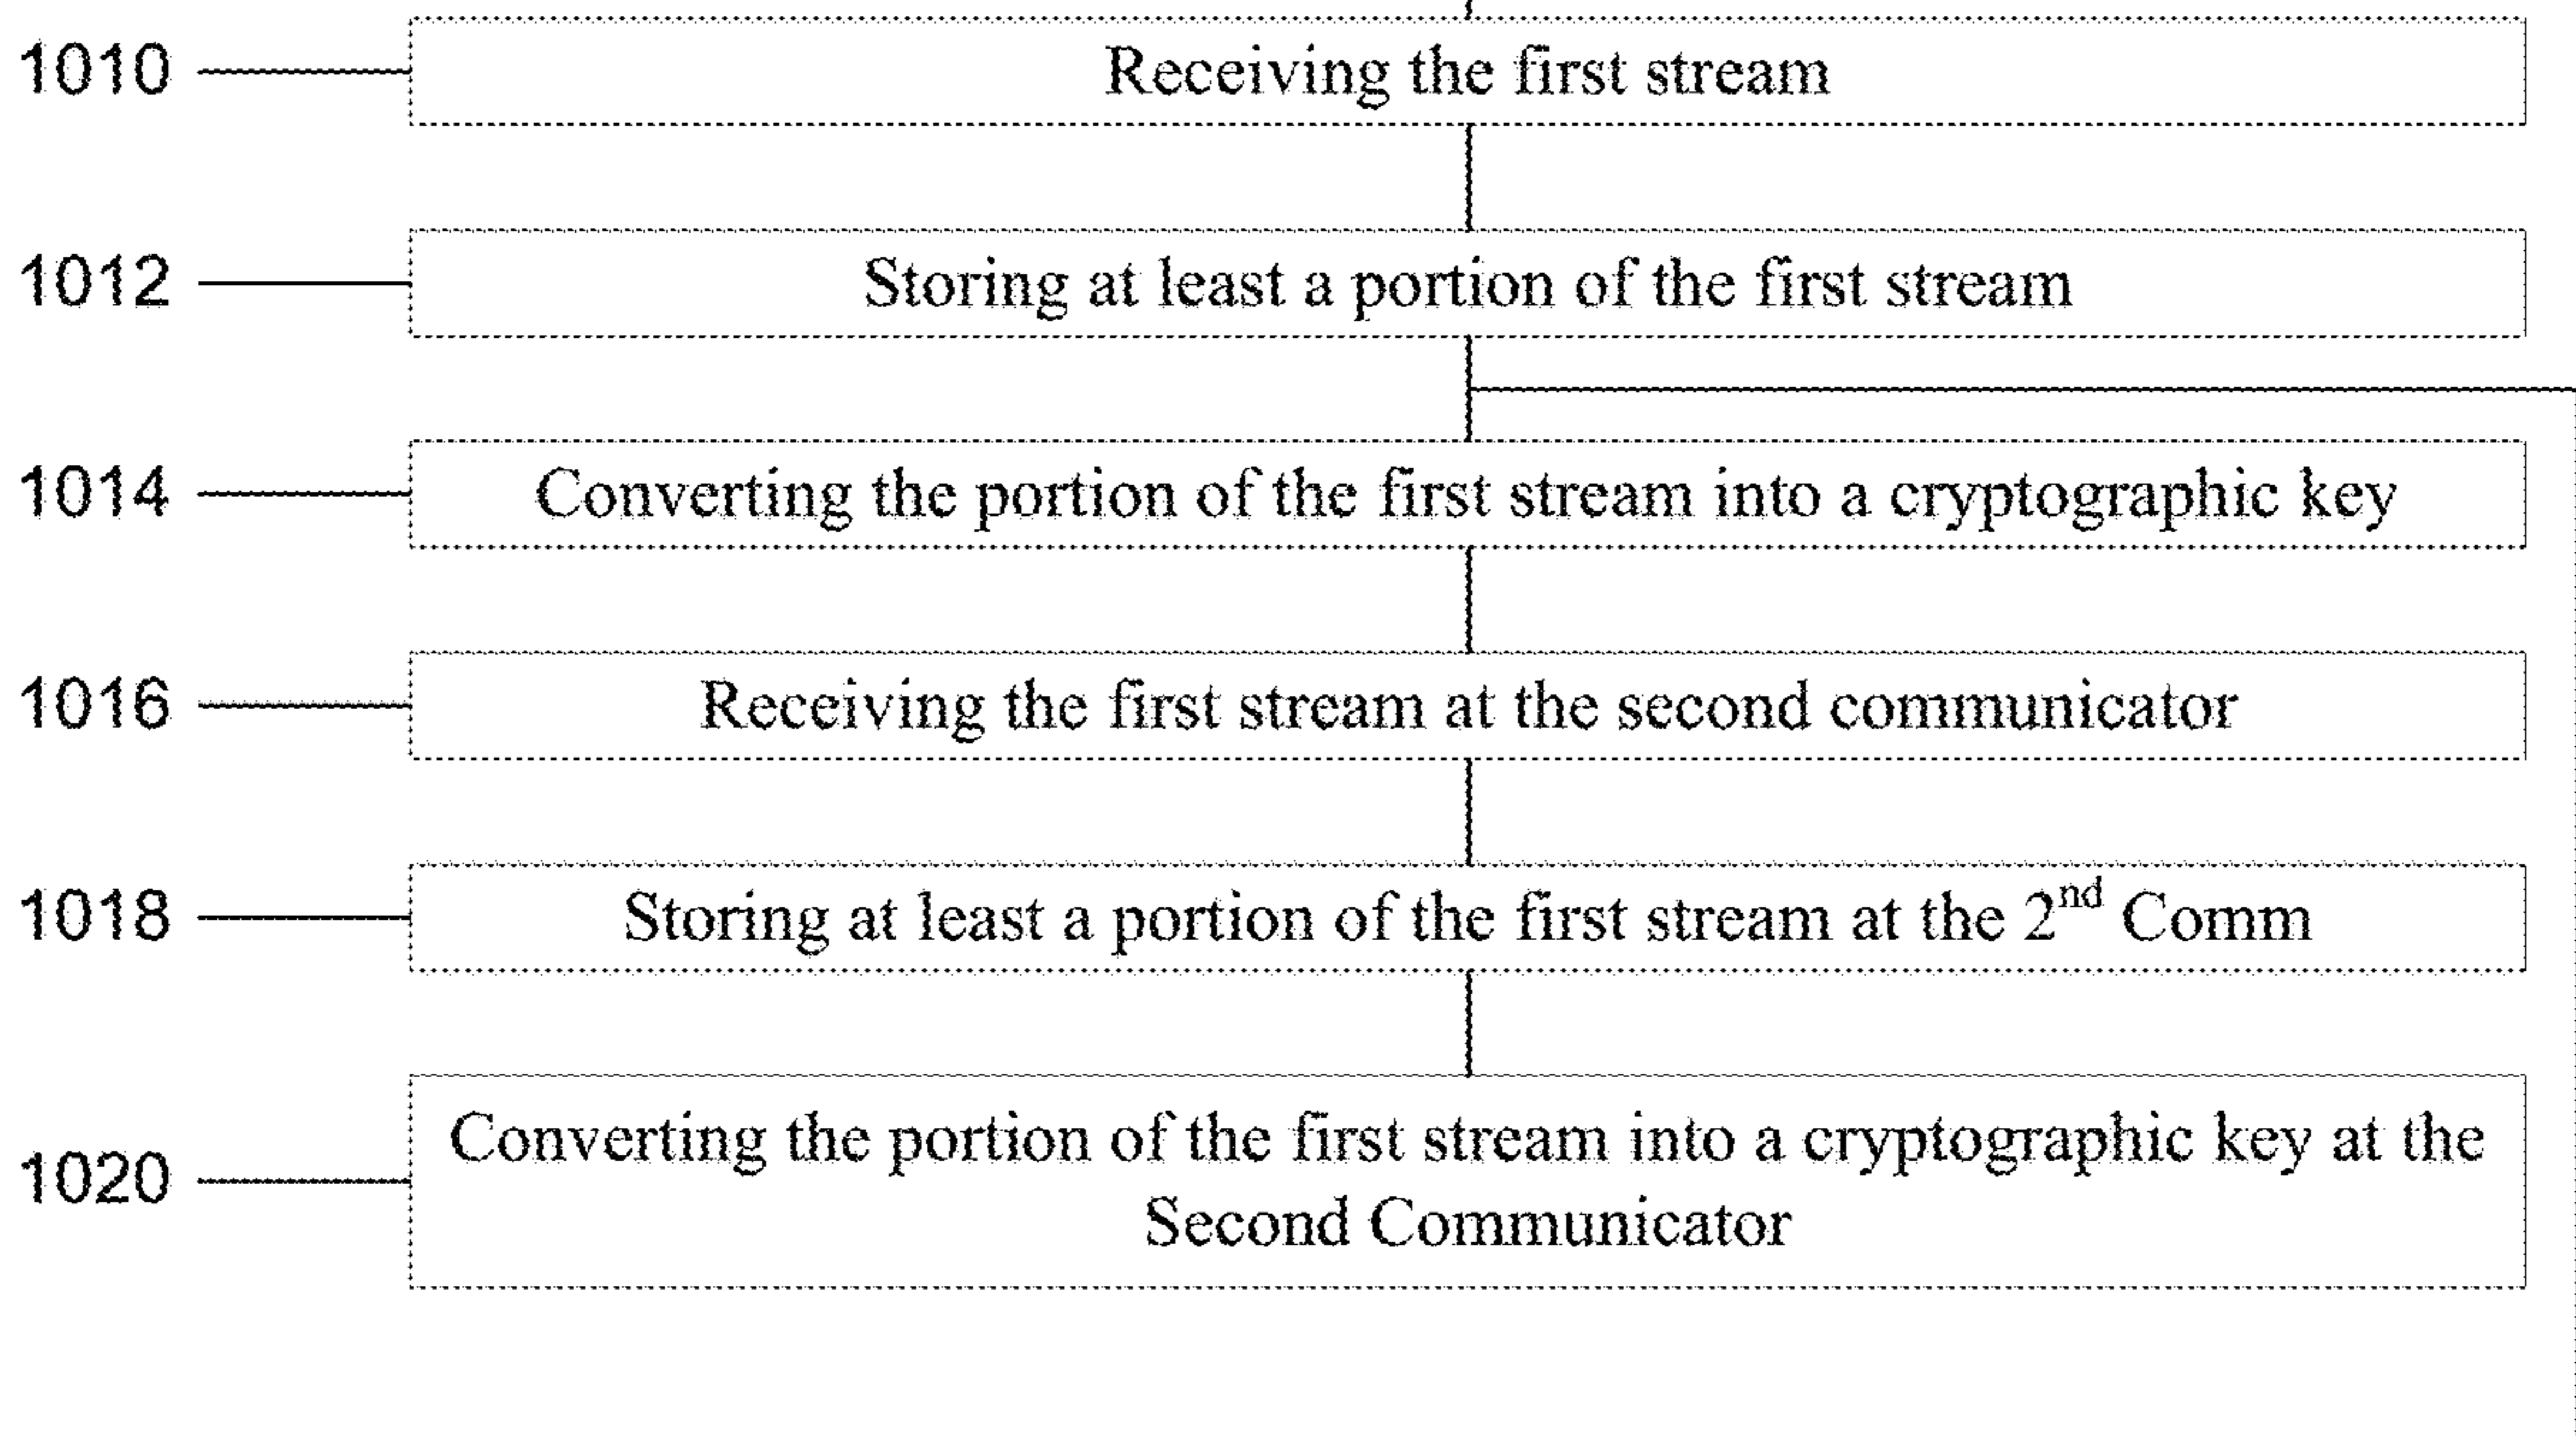 1010 Receiving the first stream
1012 Storing at least a portion of the first stream
1014 Converting the portion of the first stream into a cryptographic key
1016 Receiving the first stream at the second communicator
1018 Storing at least a portion of the first stream at the 2nd Comm
1020 Converting the portion of the first stream into a cryptographic key at the
Second Communicator